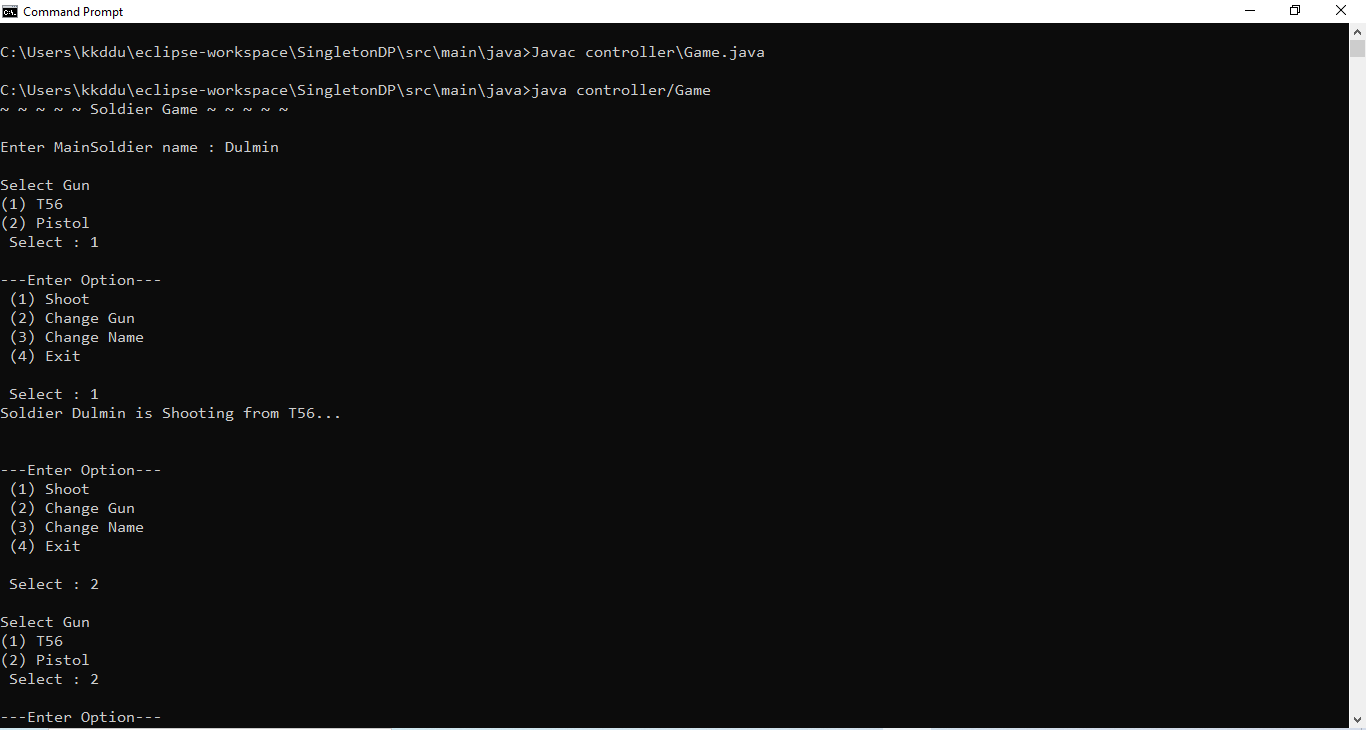 Command Prompt
C:\Users\kkddu\eclipse-workspace\SingletonDP\src\main\java>Javac controller\Game.java
C:\Users\kkddu\eclipse-workspace\SingletonDP\src\main\java>java controller/Game
~ ~ ~ ~ ~ Soldier Game ~ ~ ~ ~ ~
Enter MainSoldier name : Dulmin
Select Gun
(1) T56
(2) Pistol
 Select : 1
---Enter Option---
 (1) Shoot
 (2) Change Gun
 (3) Change Name
 (4) Exit
 Select : 1
Soldier Dulmin is Shooting from T56...
---Enter Option---
 (1) Shoot
 (2) Change Gun
 (3) Change Name
 (4) Exit
 Select : 2
Select Gun
(1) T56
(2) Pistol
 Select : 2
---Enter Option---